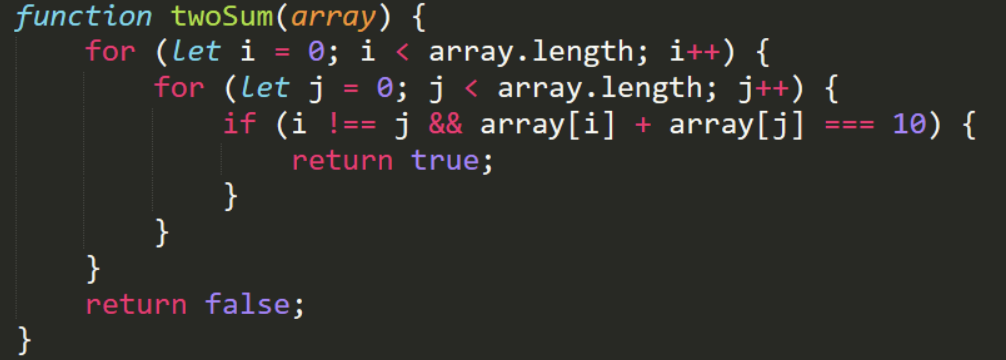 function twoSum(array) {
    for (let i = 0; i < array.length; i++) {
        for (let j = 0; j < array.length; j++) {
            if (i !== j && array[i] + array[j] === 10) {
                return true;
            }
        }
    }
    return false;
}